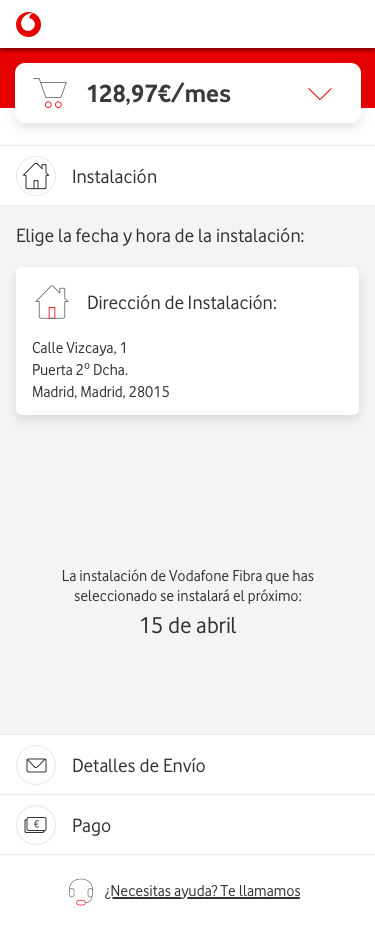 128,97€/mes
Instalación
Elige la fecha y hora de la instalación:
Dirección de Instalación:
Calle Vizcaya, 1
Puerta 2º Dcha.
Madrid, Madrid, 28015
La instalación de Vodafone Fibra que has
seleccionado se instalará el próximo:
15 de abril
Detalles de Envío
€
Pago
¿Necesitas ayuda? Te llamamos